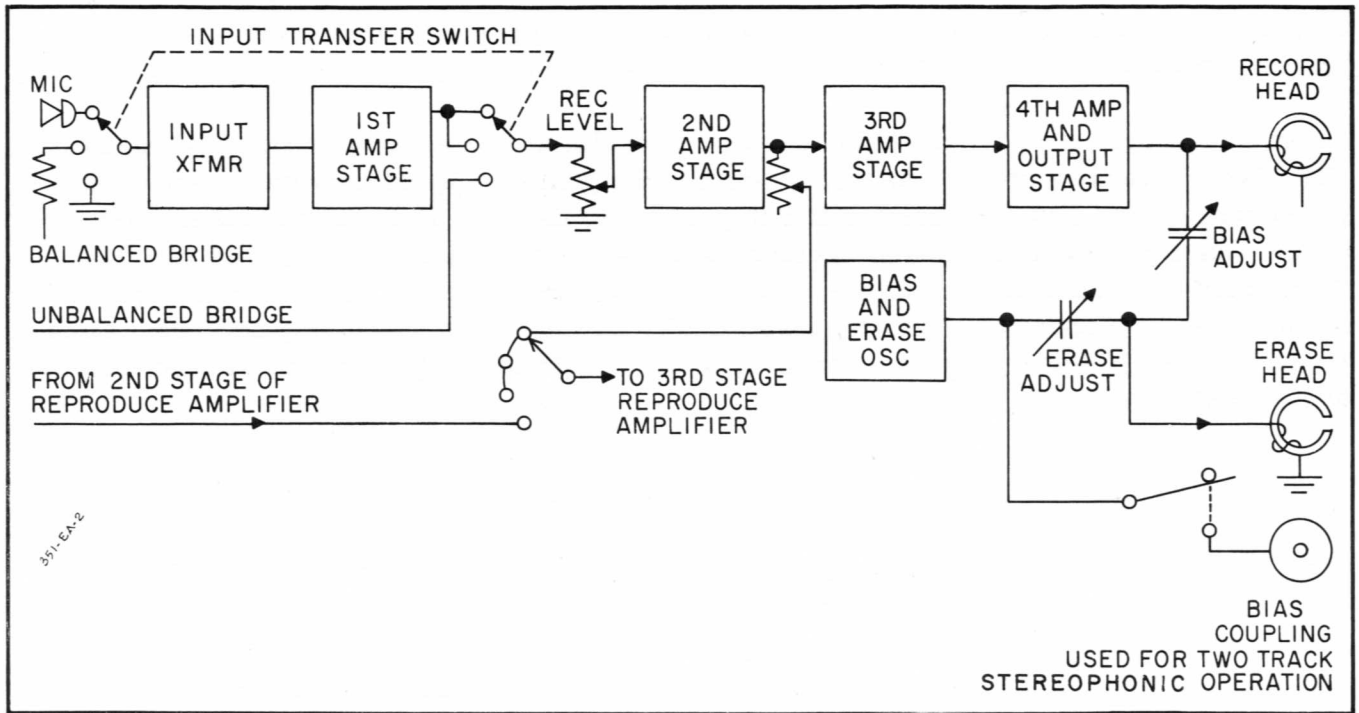 INPUT TRANSFER SWITCH
MIC
INPUT
XFMR
1ST
AMP
STAGE
REC
LEVEL
2ND
AMP
STAGE
3RD
AMP
STAGE
4TH AMP
AND
OUTPUT
STAGE
RECORD
HEAD
BALANCED BRIDGE
BIAS
ADJUST
UNBALANCED BRIDGE
BIAS
AND
ERASE
OSC
ERASE
ADJUST
ERASE
HEAD
FROM 2ND STAGE OF
REPRODUCE AMPLIFIER
TO 3RD STAGE
REPRODUCE
AMPLIFIER
351-EA-2
BIAS
COUPLING
USED FOR TWO TRACK
STEREOPHONIC OPERATION